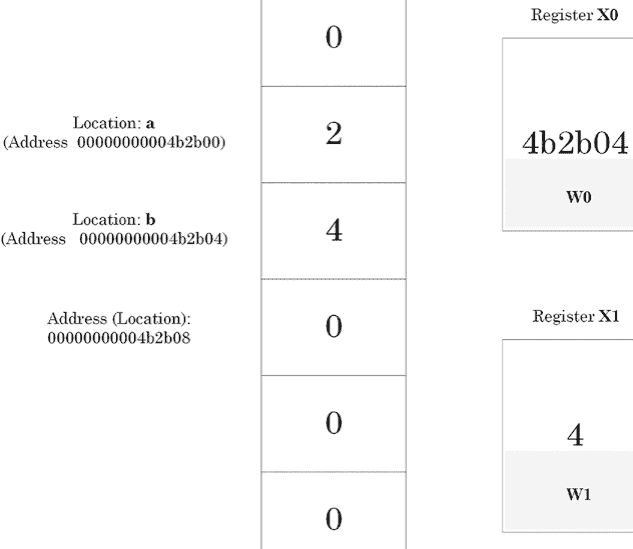 Register X0
0
Location: a
(Address 00000000004b2b00)
2
4b2b04
W0
Location: b
(Address 00000000004b2b04)
4
Address (Location):
00000000004b2b08
0
Register X1
0
4
W1
0